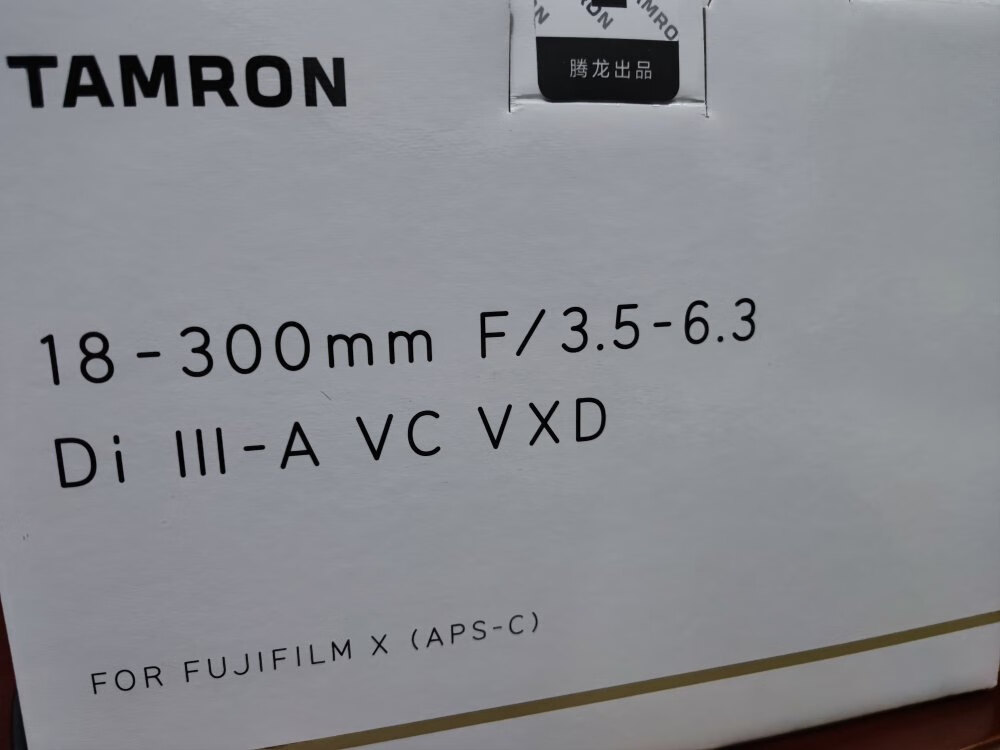 TAMRON
腾龙出品
18-300mm F/3.5-6.3
Di III-A VC VXD
FOR FUJIFILM X (APS-C)